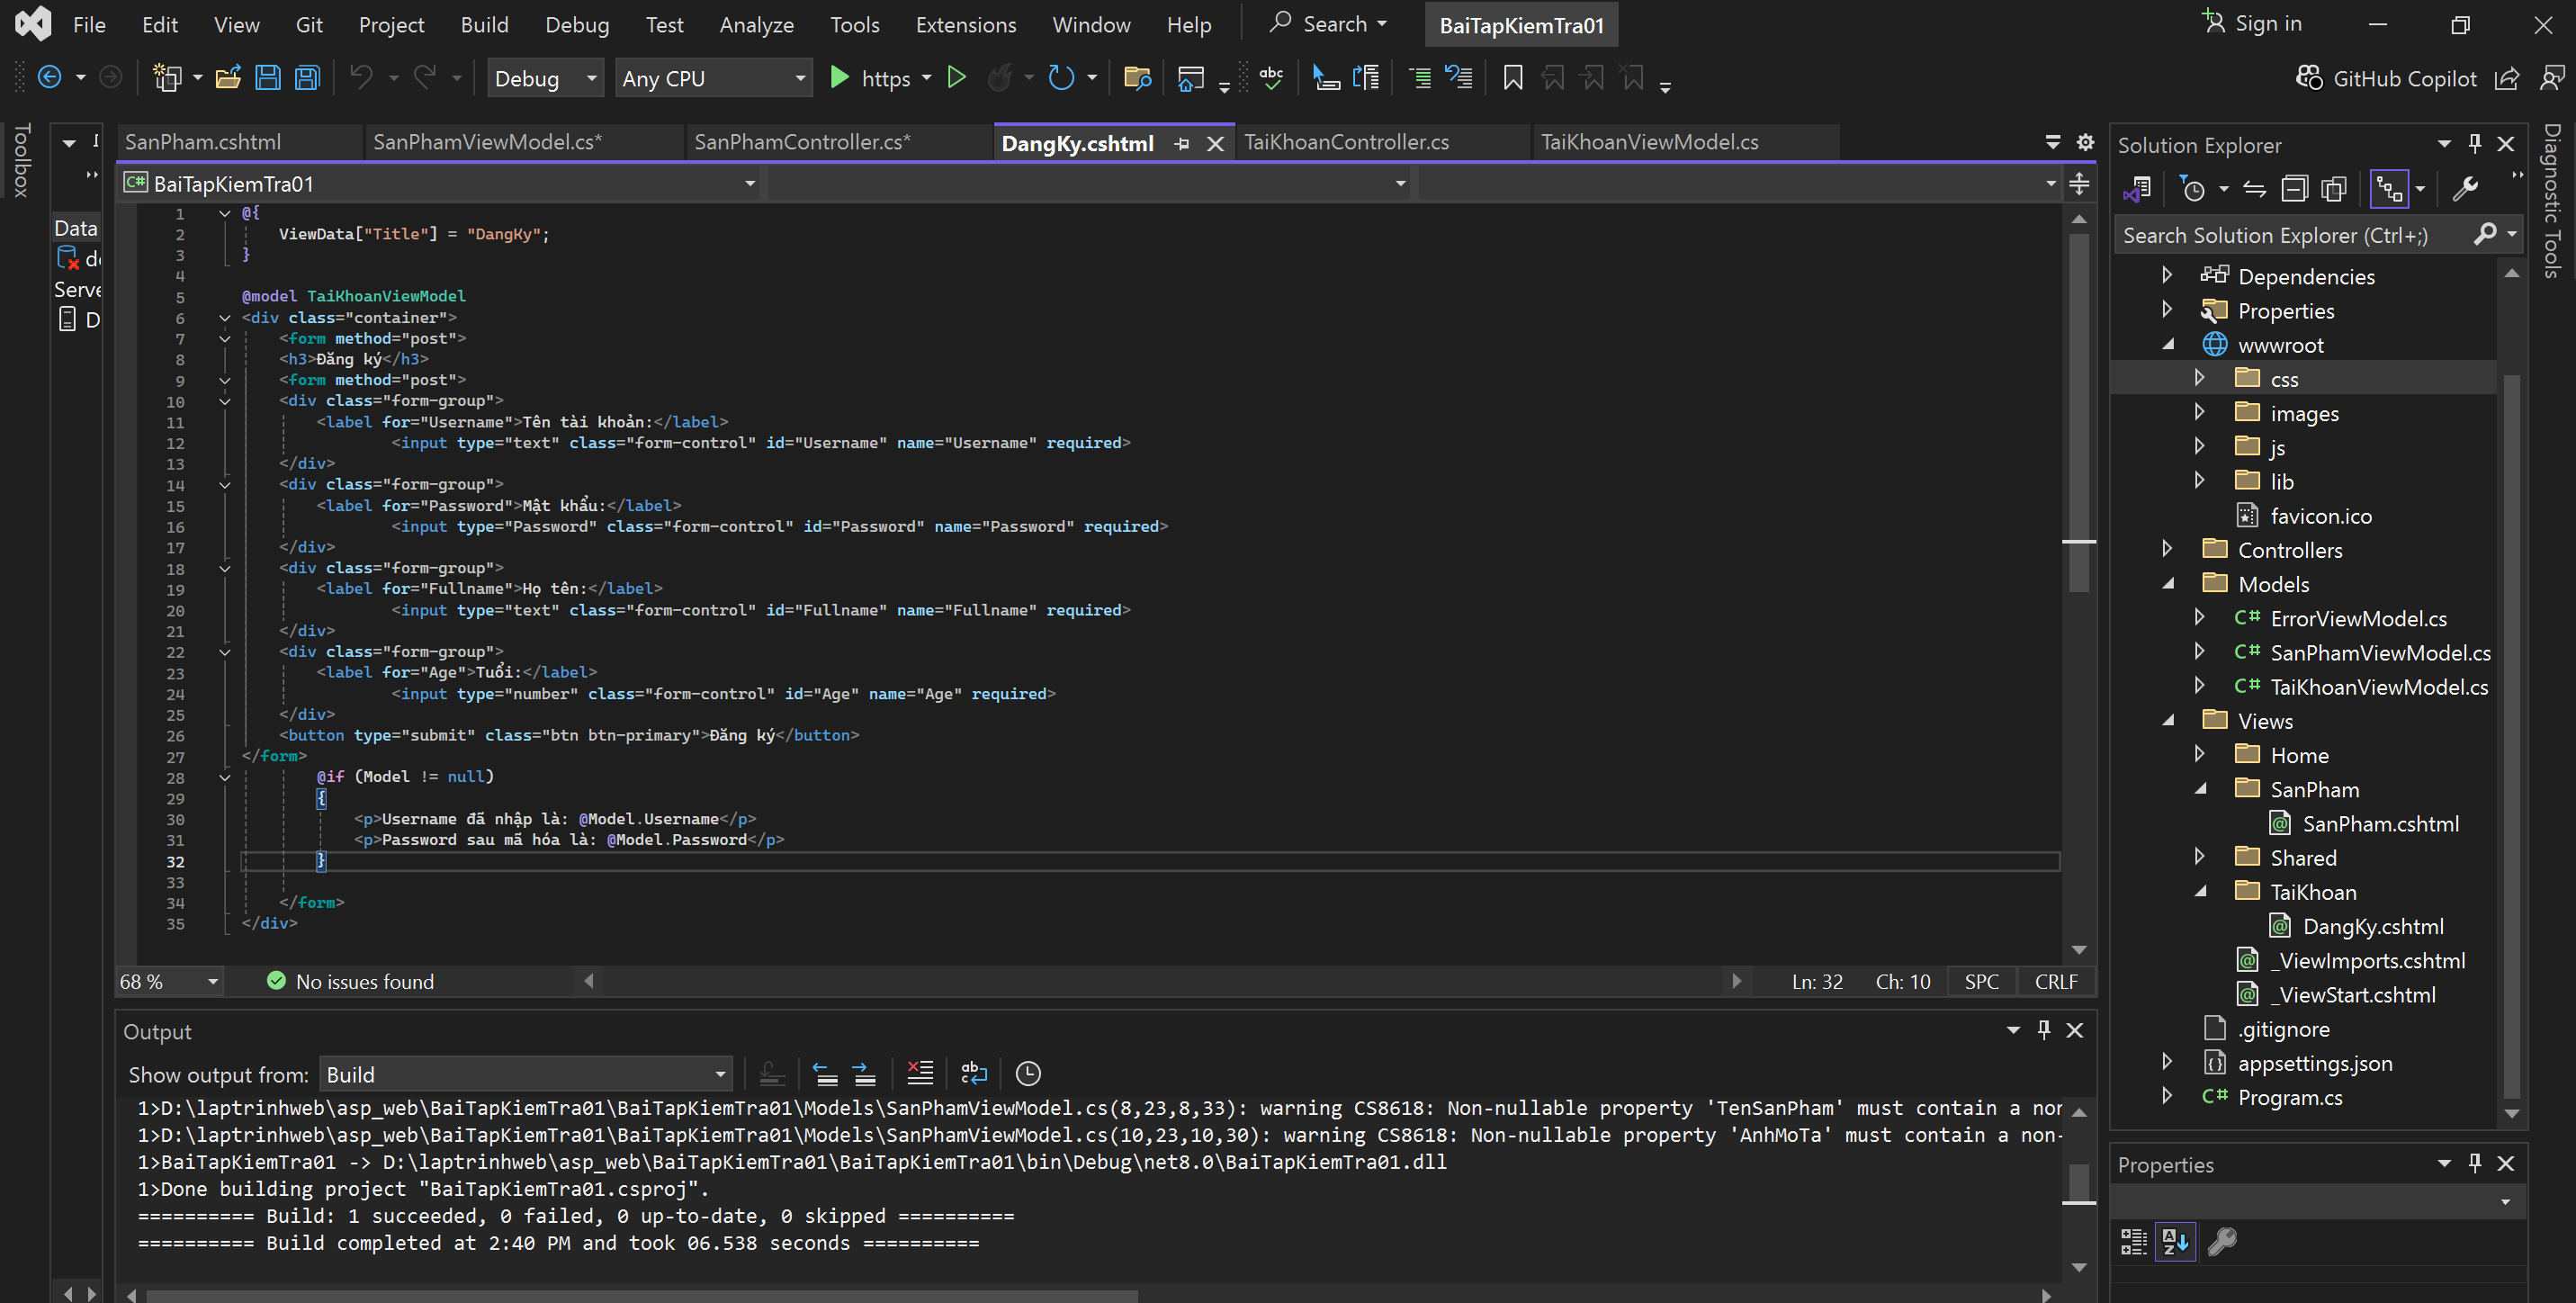 File Edit View Git Project Build Debug Test Analyze Tools Extensions Window Help Search BaiTapKiemTra01 Sign in
Debug Any CPU https GitHub Copilot
Toolbox
Data
Serve
D
SanPham.cshtml SanPhamViewModel.cs* SanPhamController.cs* DangKy.cshtml TaiKhoanController.cs TaiKhoanViewModel.cs
C# BaiTapKiemTra01
1 @{
2 ViewData["Title"] = "DangKy";
3 }
4
5 @model TaiKhoanViewModel
6 <div class="container">
7 <form method="post">
8 <h3>Đăng ký</h3>
9 <form method="post">
10 <div class="form-group">
11 <label for="Username">Tên tài khoản:</label>
12 <input type="text" class="form-control" id="Username" name="Username" required>
13 </div>
14 <div class="form-group">
15 <label for="Password">Mật khẩu:</label>
16 <input type="Password" class="form-control" id="Password" name="Password" required>
17 </div>
18 <div class="form-group">
19 <label for="Fullname">Họ tên:</label>
20 <input type="text" class="form-control" id="Fullname" name="Fullname" required>
21 </div>
22 <div class="form-group">
23 <label for="Age">Tuổi:</label>
24 <input type="number" class="form-control" id="Age" name="Age" required>
25 </div>
26 <button type="submit" class="btn btn-primary">Đăng ký</button>
27 </form>
28 @if (Model != null)
29 {
30 <p>Username đã nhập là: @Model.Username</p>
31 <p>Password sau mã hóa là: @Model.Password</p>
32 }
33
34 </form>
35 </div>
68 % No issues found Ln: 32 Ch: 10 SPC CRLF
Output
Show output from: Build
1>D:\laptrinhweb\asp_web\BaiTapKiemTra01\BaiTapKiemTra01\Models\SanPhamViewModel.cs(8,23,8,33): warning CS8618: Non-nullable property 'TenSanPham' must contain a nor
1>D:\laptrinhweb\asp_web\BaiTapKiemTra01\BaiTapKiemTra01\Models\SanPhamViewModel.cs(10,23,10,30): warning CS8618: Non-nullable property 'AnhMoTa' must contain a non-
1>BaiTapKiemTra01 -> D:\laptrinhweb\asp_web\BaiTapKiemTra01\BaiTapKiemTra01\bin\Debug\net8.0\BaiTapKiemTra01.dll
1>Done building project "BaiTapKiemTra01.csproj".
========== Build: 1 succeeded, 0 failed, 0 up-to-date, 0 skipped ==========
========== Build completed at 2:40 PM and took 06.538 seconds ==========
Solution Explorer
Search Solution Explorer (Ctrl+;)
Dependencies
Properties
wwwroot
css
images
js
lib
favicon.ico
Controllers
Models
C# ErrorViewModel.cs
C# SanPhamViewModel.cs
C# TaiKhoanViewModel.cs
Views
Home
SanPham
SanPham.cshtml
Shared
TaiKhoan
DangKy.cshtml
_ViewImports.cshtml
_ViewStart.cshtml
.gitignore
appsettings.json
C# Program.cs
Properties
Diagnostic Tools